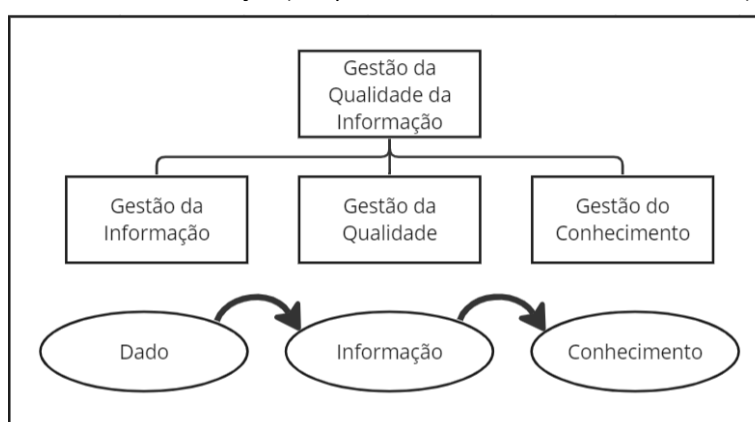 Gestão da
Qualidade da
Informação
Gestão da
Informação
Gestão da
Qualidade
Gestão do
Conhecimento
Dado
Informação
Conhecimento